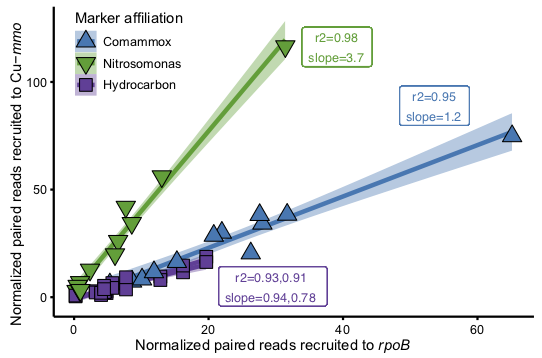 Marker affiliation
Comammox
Nitrosomonas
Hydrocarbon
r2=0.98
slope=3.7
r2=0.95
slope=1.2
r2=0.93,0.91
slope=0.94,0.78
Normalized paired reads recruited to Cu−mmo
100
50
0
0
20
40
60
Normalized paired reads recruited to rpoB